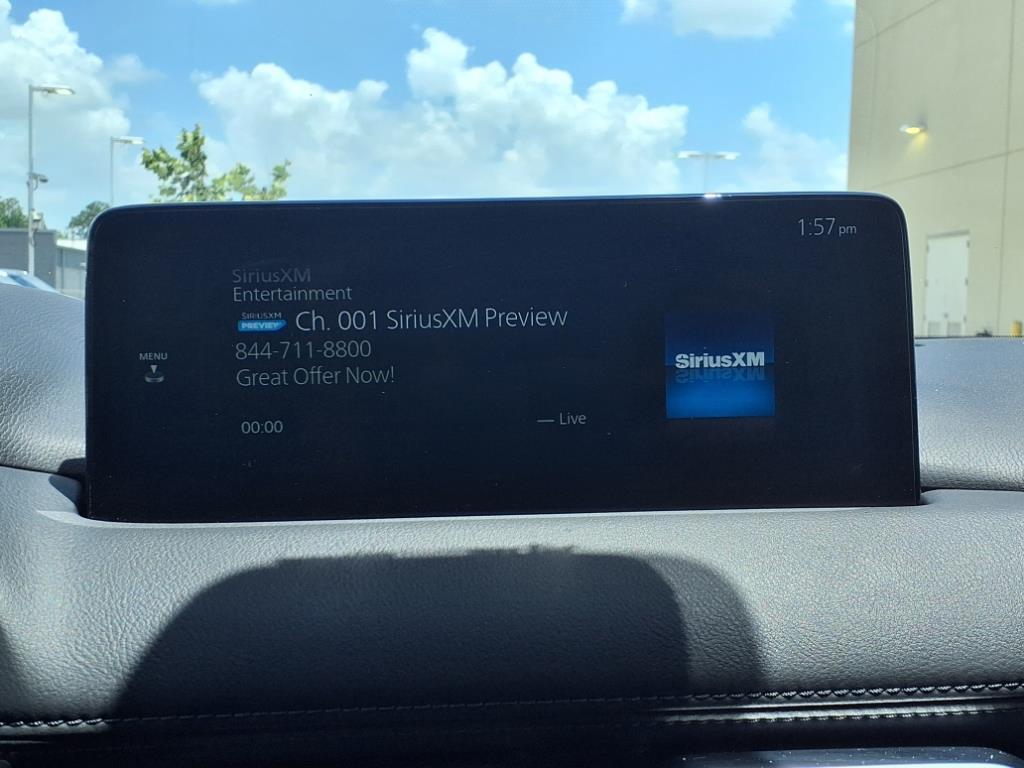 1:57 pm
SiriusXM
Entertainment
SIRIUSXM
PREVIEW
Ch. 001 SiriusXM Preview
844-711-8800
Great Offer Now!
MENU
SiriusXM
00:00
— Live